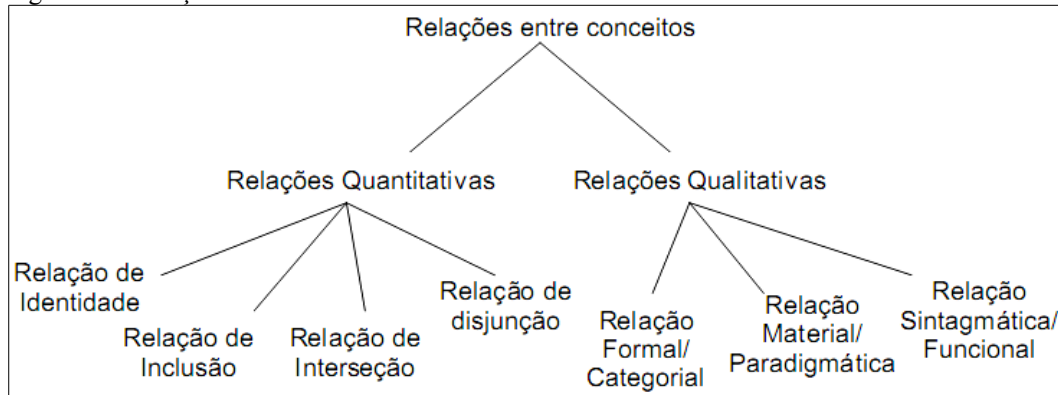 Relações entre conceitos
Relações Quantitativas
Relações Qualitativas
Relação de
Identidade
Relação de
Inclusão
Relação de
Interseção
Relação de
disjunção
Relação
Formal/
Categorial
Relação
Material/
Paradigmática
Relação
Sintagmática/
Funcional